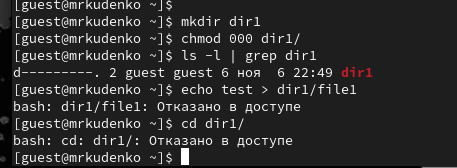 [guest@mrkudenko ~]$
[guest@mrkudenko ~]$ mkdir dir1
[guest@mrkudenko ~]$ chmod 000 dir1/
[guest@mrkudenko ~]$ ls -l | grep dir1
d---------. 2 guest guest 6 ноя  6 22:49 dir1
[guest@mrkudenko ~]$ echo test > dir1/file1
bash: dir1/file1: Отказано в доступе
[guest@mrkudenko ~]$ cd dir1/
bash: cd: dir1/: Отказано в доступе
[guest@mrkudenko ~]$